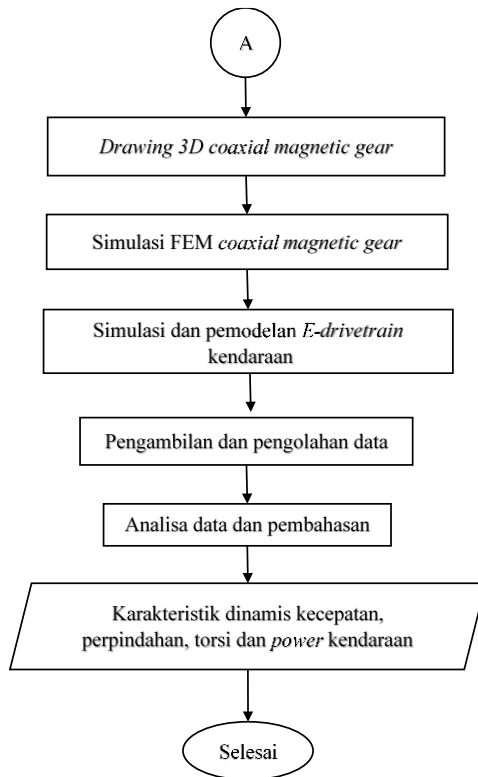 A
Drawing 3D coaxial magnetic gear
Simulasi FEM coaxial magnetic gear
Simulasi dan pemodelan E-drivetrain
kendaraan
Pengambilan dan pengolahan data
Analisa data dan pembahasan
Karakteristik dinamis kecepatan,
perpindahan, torsi dan power kendaraan
Selesai